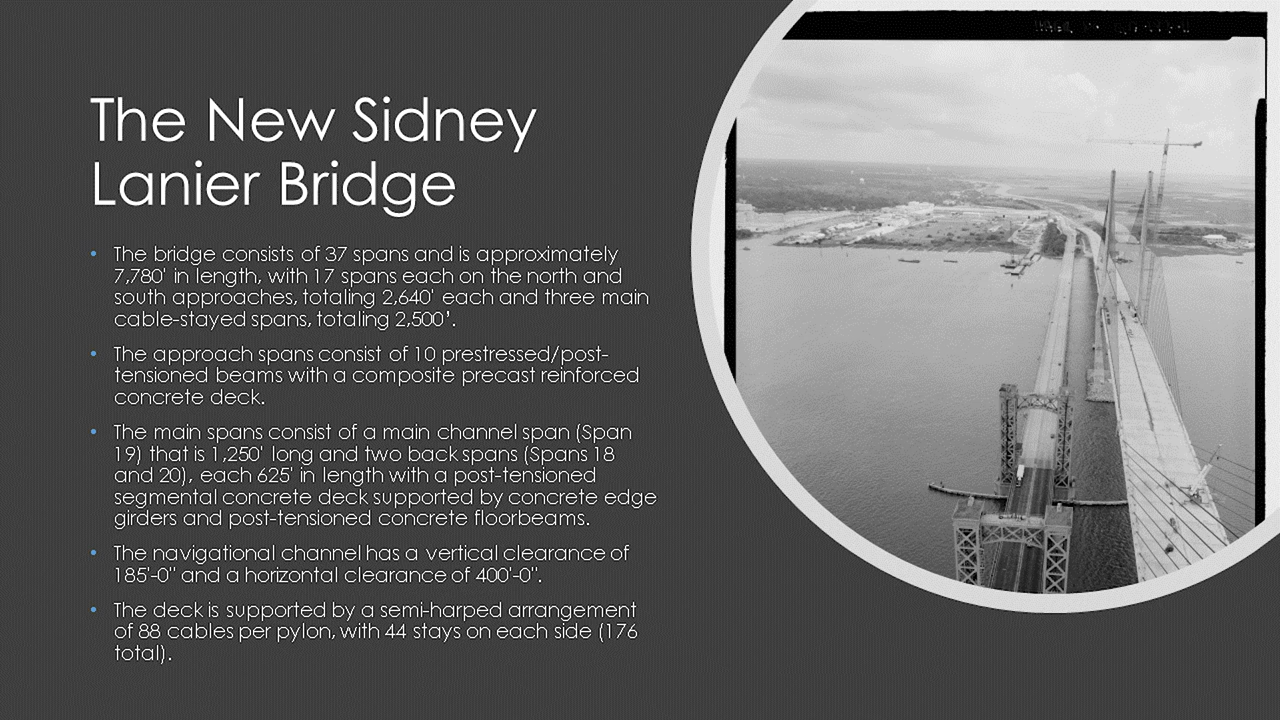 The New Sidney
Lanier Bridge
• The bridge consists of 37 spans and is approximately
7,780' in length, with 17 spans each on the north and
south approaches, totaling 2,640' each and three main
cable-stayed spans, totaling 2,500'.
• The approach spans consist of 10 prestressed/post-
tensioned beams with a composite precast reinforced
concrete deck.
• The main spans consist of a main channel span (Span
19) that is 1,250' long and two back spans (Spans 18
and 20), each 625' in length with a post-tensioned
segmental concrete deck supported by concrete edge
girders and post-tensioned concrete floorbeams.
• The navigational channel has a vertical clearance of
185'-0" and a horizontal clearance of 400'-0".
• The deck is supported by a semi-harped arrangement
of 88 cables per pylon, with 44 stays on each side (176
total).